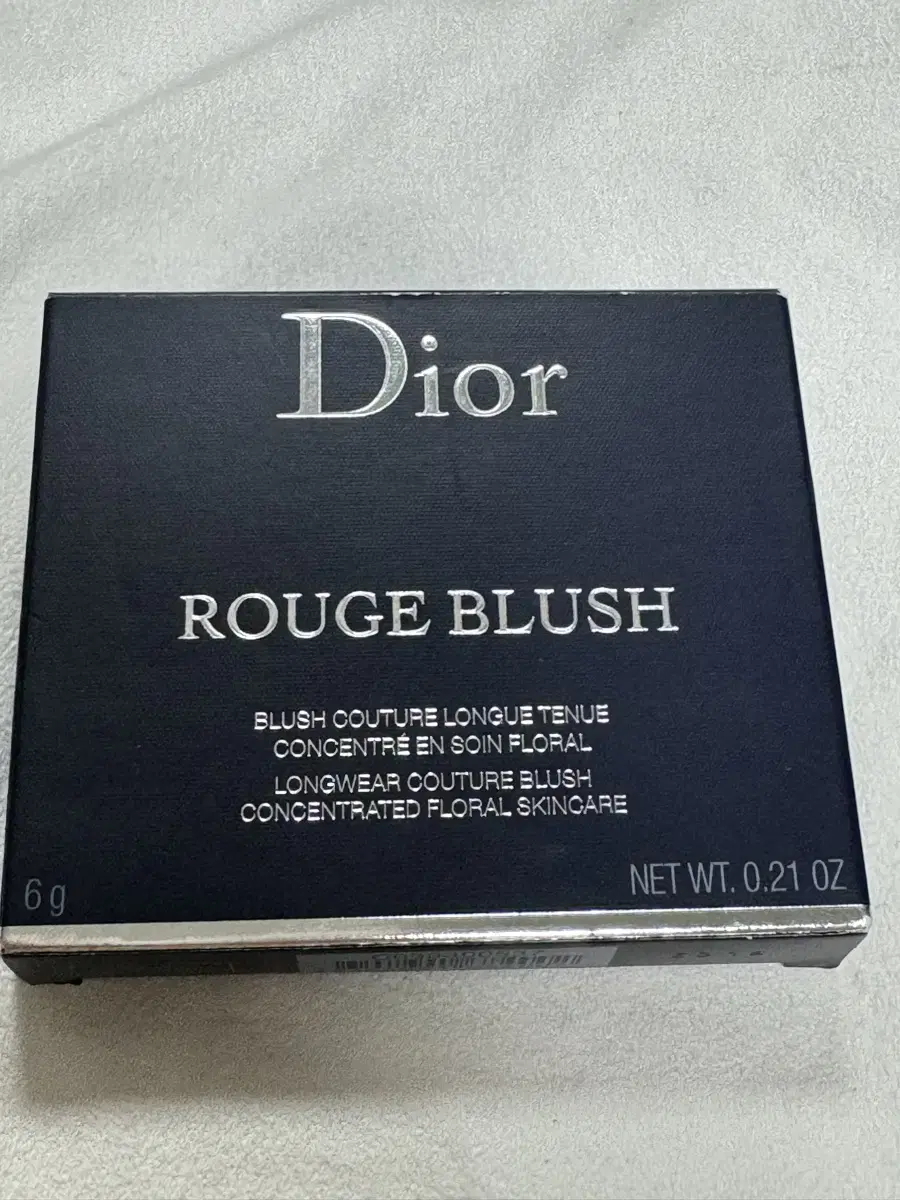 Dior
ROUGE BLUSH
BLUSH COUTURE LONGUE TENUE
CONCENTRÉ EN SOIN FLORAL
LONGWEAR COUTURE BLUSH
CONCENTRATED FLORAL SKINCARE
6 g
NET WT. 0.21 OZ